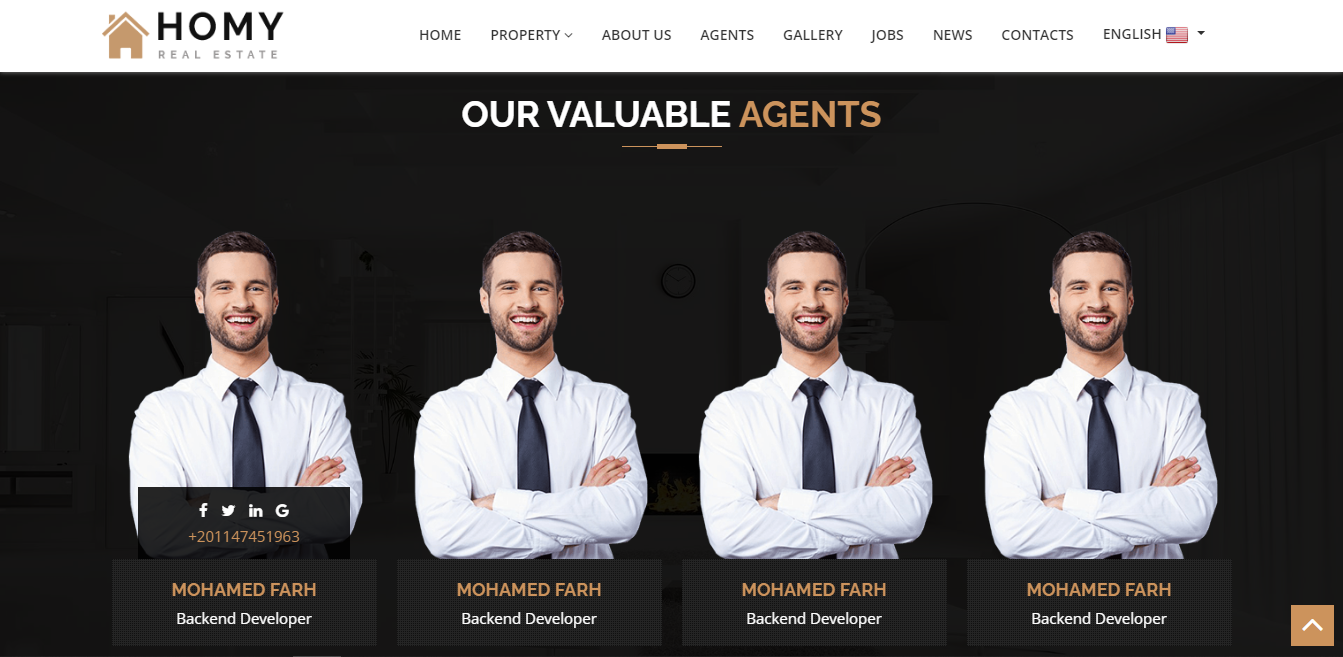 HOMY
REAL ESTATE
HOME PROPERTY ABOUT US AGENTS GALLERY JOBS NEWS CONTACTS ENGLISH
OUR VALUABLE AGENTS
+201147451963
MOHAMED FARH
Backend Developer
MOHAMED FARH
Backend Developer
MOHAMED FARH
Backend Developer
MOHAMED FARH
Backend Developer